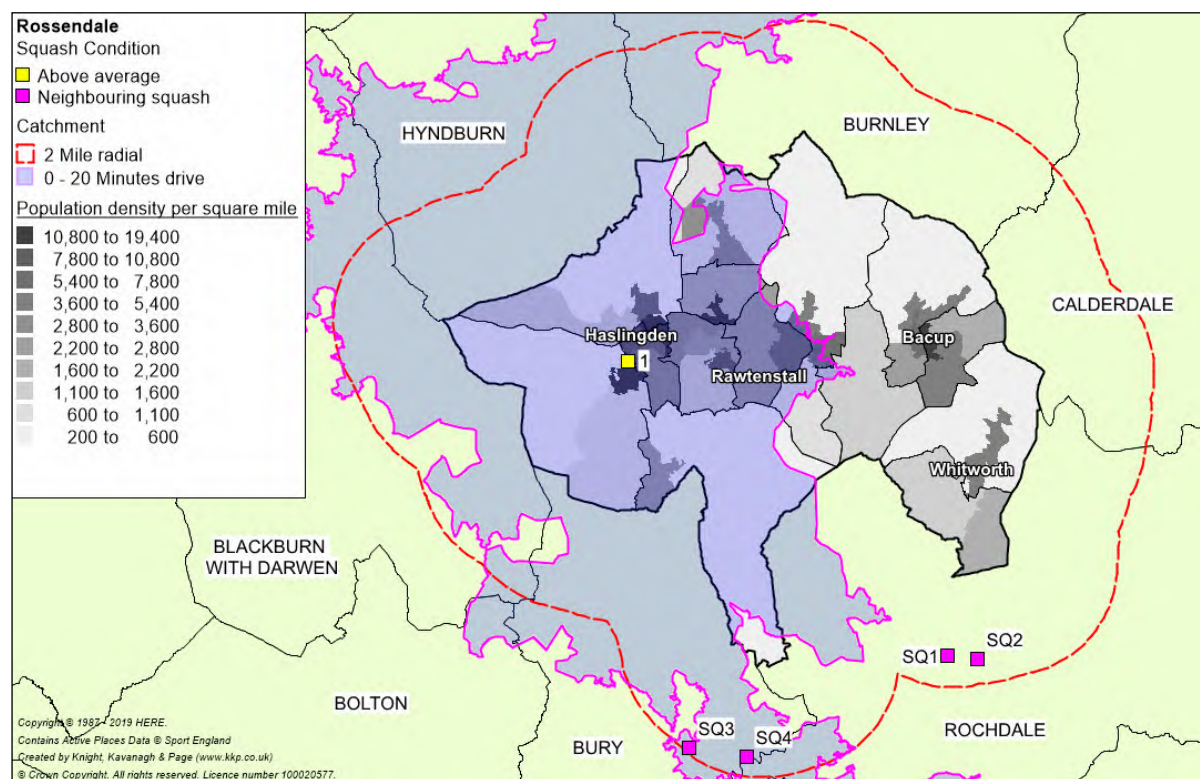 Rossendale
Squash Condition
Above average
Neighbouring squash
Catchment
2 Mile radial
0 - 20 Minutes drive
Population density per square mile
10,800 to 19,400
7,800 to 10,800
5,400 to 7,800
3,600 to 5,400
2,800 to 3,600
2,200 to 2,800
1,600 to 2,200
1,100 to 1,600
600 to 1,100
200 to 600
HYNDBURN
BURNLEY
CALDERDALE
Haslingden
Bacup
1
Rawtenstall
Whitworth
BLACKBURN
WITH DARWEN
SQ1
SQ2
BOLTON
SQ3
SQ4
BURY
ROCHDALE
Copyright © 1987 - 2019 HERE.
Contains Active Places Data © Sport England
Created by Knight, Kavanagh & Page (www.kkp.co.uk)
© Crown Copyright. All rights reserved. Licence number 100020577.